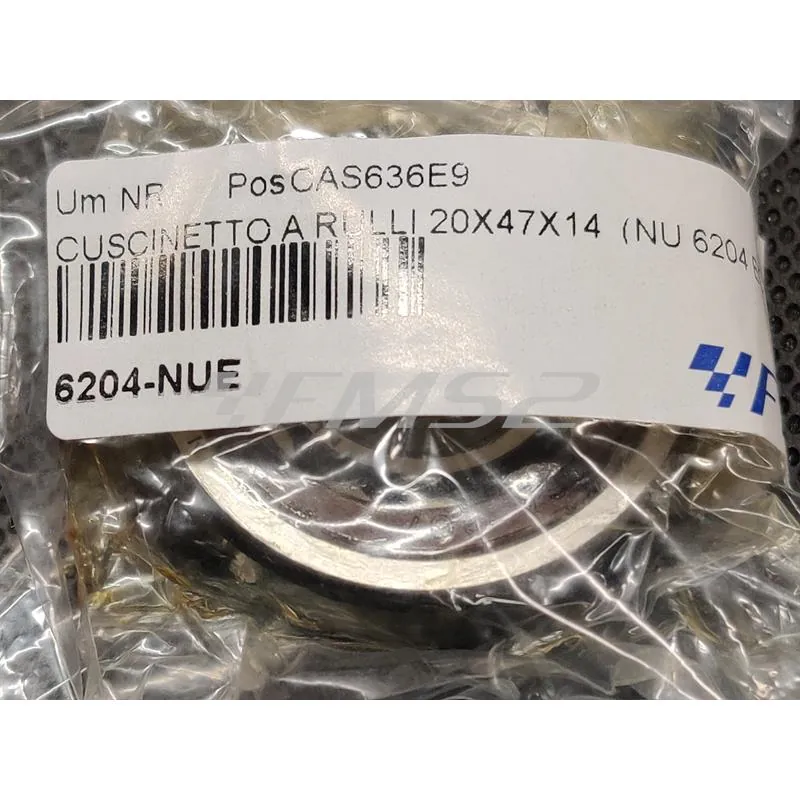 Um NR PosCAS636E9
CUSCINETTO A RULLI 20X47X14 (NU 6204
6204-NUE
FMS2